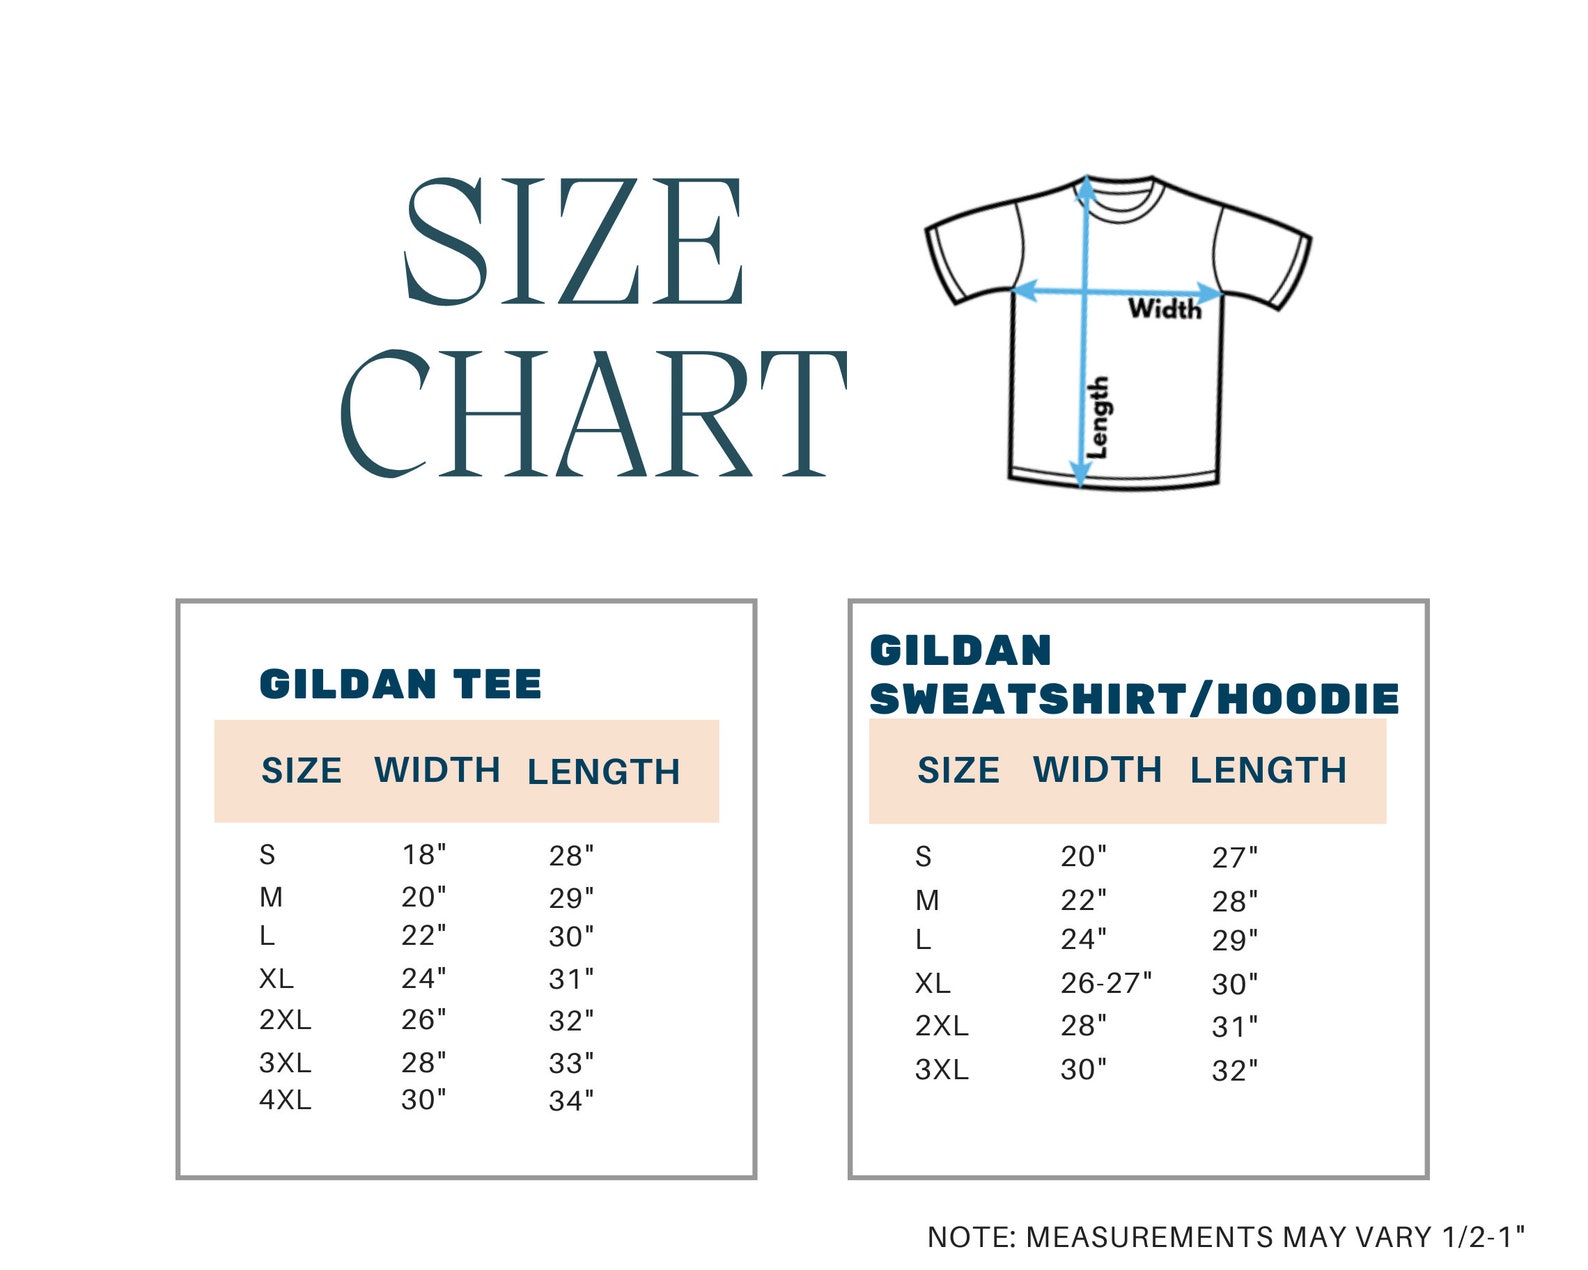 SIZE
CHART
Width
Length
GILDAN TEE
SIZE WIDTH LENGTH
S 18" 28"
M 20" 29"
L 22" 30"
XL 24" 31"
2XL 26" 32"
3XL 28" 33"
4XL 30" 34"
GILDAN
SWEATSHIRT/HOODIE
SIZE WIDTH LENGTH
S 20" 27"
M 22" 28"
L 24" 29"
XL 26-27" 30"
2XL 28" 31"
3XL 30" 32"
NOTE: MEASUREMENTS MAY VARY 1/2-1"